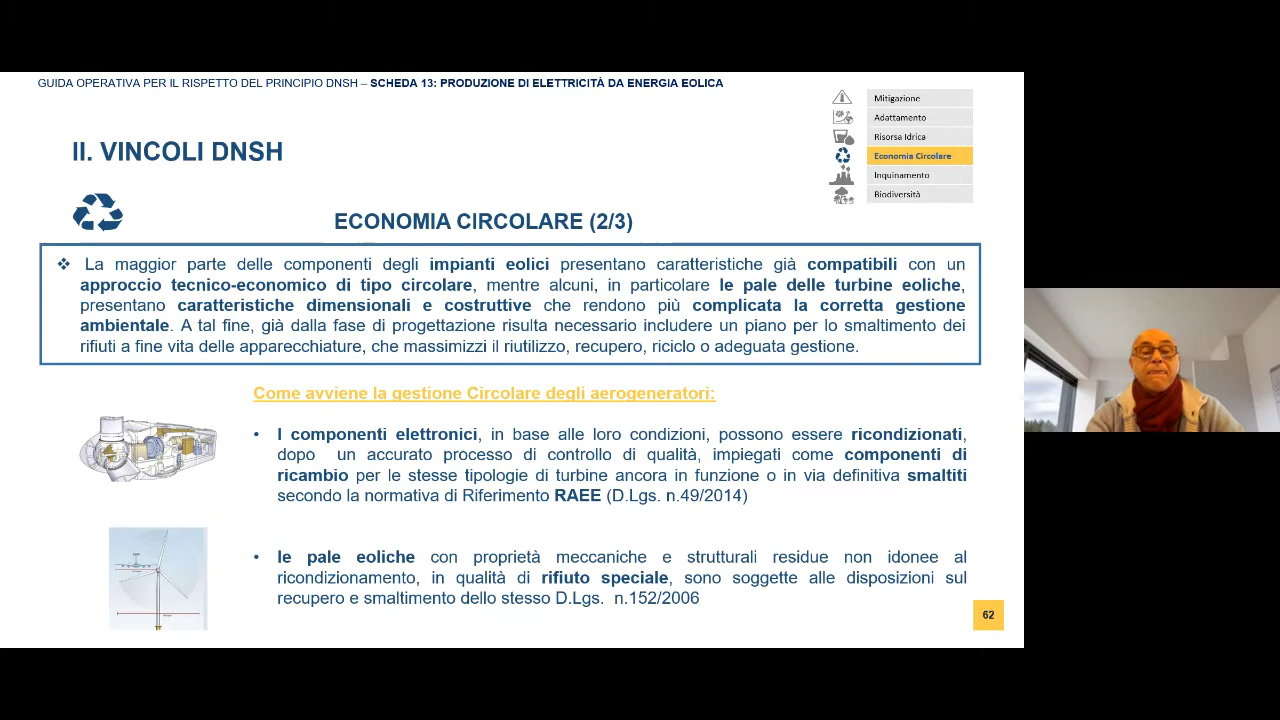 GUIDA OPERATIVA PER IL RISPETTO DEL PRINCIPIO DNSH – SCHEDA 13: PRODUZIONE DI ELETTRICITÀ DA ENERGIA EOLICA
Mitigazione
Adattamento
Risorsa Idrica
Economia Circolare
Inquinamento
Biodiversità
II. VINCOLI DNSH
ECONOMIA CIRCOLARE (2/3)
❖ La maggior parte delle componenti degli impianti eolici presentano caratteristiche già compatibili con un
approccio tecnico-economico di tipo circolare, mentre alcuni, in particolare le pale delle turbine eoliche,
presentano caratteristiche dimensionali e costruttive che rendono più complicata la corretta gestione
ambientale. A tal fine, già dalla fase di progettazione risulta necessario includere un piano per lo smaltimento dei
rifiuti a fine vita delle apparecchiature, che massimizzi il riutilizzo, recupero, riciclo o adeguata gestione.
Come avviene la gestione Circolare degli aerogeneratori:
• I componenti elettronici, in base alle loro condizioni, possono essere ricondizionati,
dopo un accurato processo di controllo di qualità, impiegati come componenti di
ricambio per le stesse tipologie di turbine ancora in funzione o in via definitiva smaltiti
secondo la normativa di Riferimento RAEE (D.Lgs. n.49/2014)
• le pale eoliche con proprietà meccaniche e strutturali residue non idonee al
ricondizionamento, in qualità di rifiuto speciale, sono soggette alle disposizioni sul
recupero e smaltimento dello stesso D.Lgs. n.152/2006
62